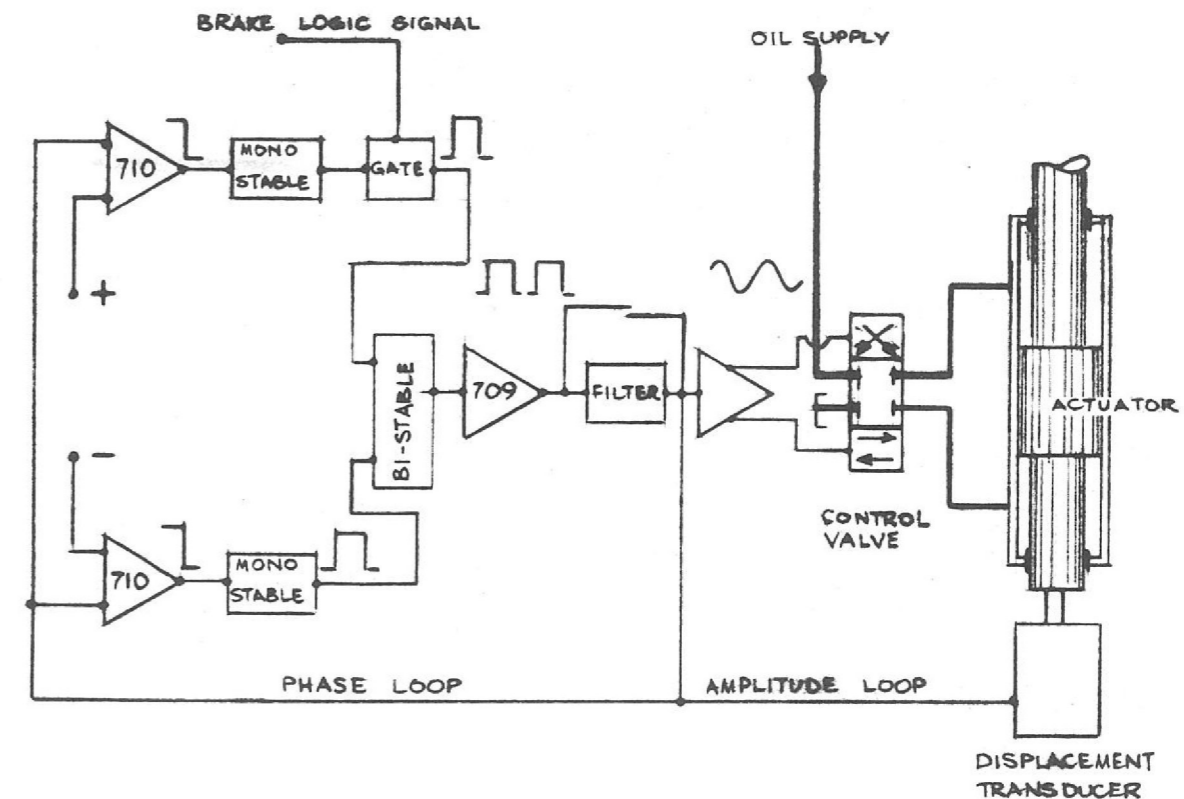 BRAKE LOGIC SIGNAL
OIL SUPPLY
710
MONO
STABLE
GATE
+
BI-STABLE
709
FILTER
ACTUATOR
-
CONTROL
VALVE
710
MONO
STABLE
PHASE LOOP
AMPLITUDE LOOP
DISPLACEMENT
TRANSDUCER